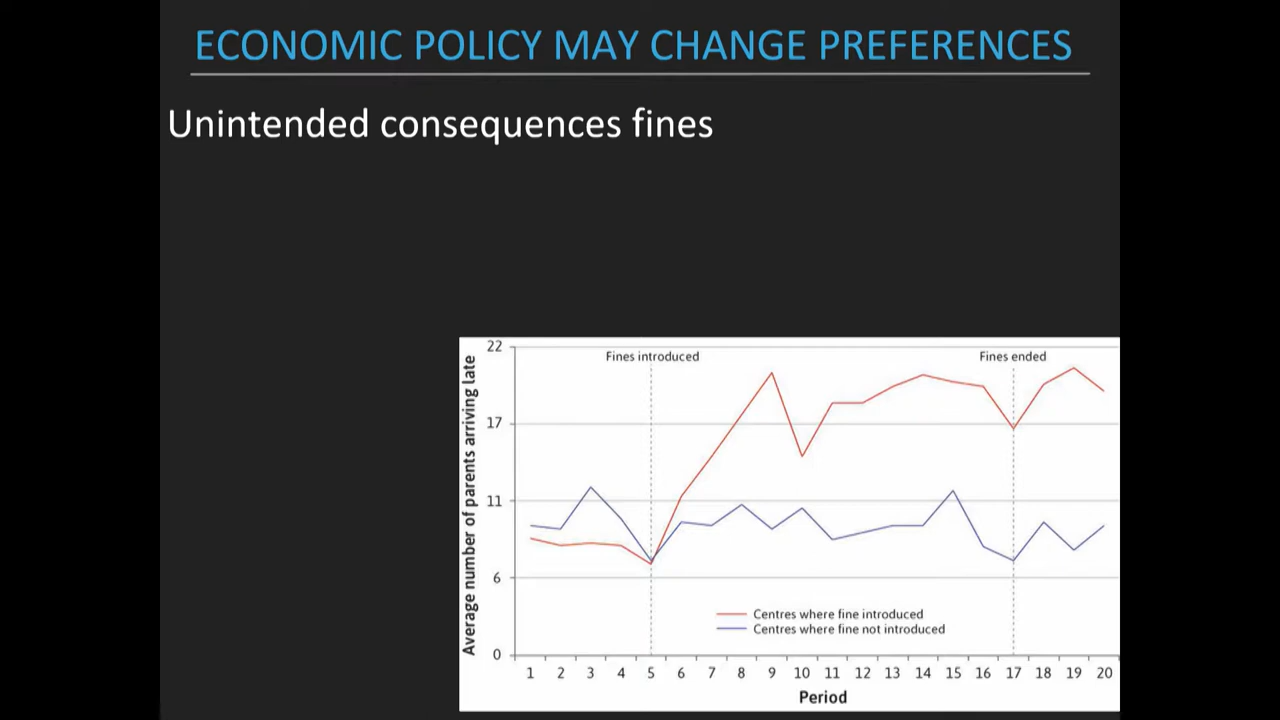 ECONOMIC POLICY MAY CHANGE PREFERENCES
Unintended consequences fines
Average number of parents arriving late
22
17
11
6
0
Fines introduced
Fines ended
Centres where fine introduced
Centres where fine not introduced
1 2 3 4 5 6 7 8 9 10 11 12 13 14 15 16 17 18 19 20
Period